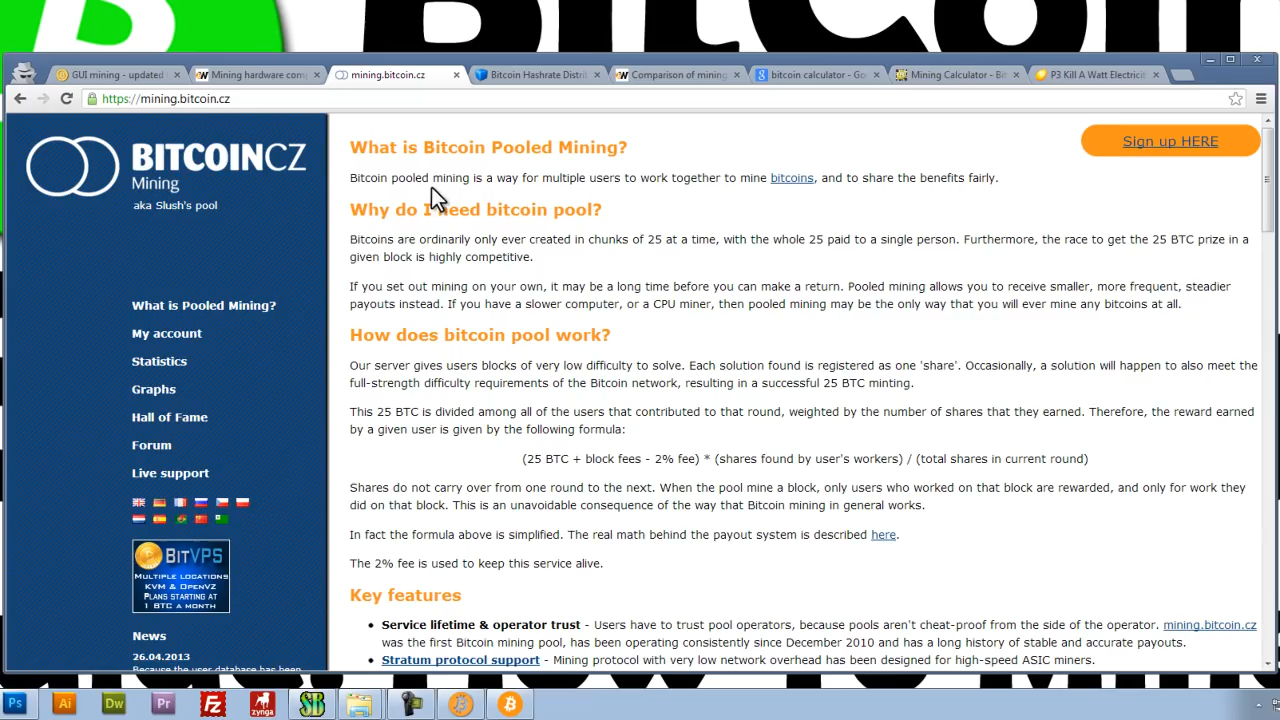 BitCoin
GUI mining - updated
Mining hardware com
mining.bitcoin.cz
Bitcoin Hashrate Distri
Comparison of mining
bitcoin calculator - Go
Mining Calculator - Bit
P3 Kill A Watt Electricit
https://mining.bitcoin.cz
BITCOINCZ
Mining
aka Slush's pool
What is Pooled Mining?
My account
Statistics
Graphs
Hall of Fame
Forum
Live support
BITVPS
MULTIPLE LOCATIONS
KVM & OPENVZ
PLANS STARTING AT
1 BTC A MONTH
News
26.04.2013
Because the user database has been
Sign up HERE
What is Bitcoin Pooled Mining?
Bitcoin pooled mining is a way for multiple users to work together to mine bitcoins, and to share the benefits fairly.
Why do I need bitcoin pool?
Bitcoins are ordinarily only ever created in chunks of 25 at a time, with the whole 25 paid to a single person. Furthermore, the race to get the 25 BTC prize in a
given block is highly competitive.
If you set out mining on your own, it may be a long time before you can make a return. Pooled mining allows you to receive smaller, more frequent, steadier
payouts instead. If you have a slower computer, or a CPU miner, then pooled mining may be the only way that you will ever mine any bitcoins at all.
How does bitcoin pool work?
Our server gives users blocks of very low difficulty to solve. Each solution found is registered as one 'share'. Occasionally, a solution will happen to also meet the
full-strength difficulty requirements of the Bitcoin network, resulting in a successful 25 BTC minting.
This 25 BTC is divided among all of the users that contributed to that round, weighted by the number of shares that they earned. Therefore, the reward earned
by a given user is given by the following formula:
(25 BTC + block fees - 2% fee) * (shares found by user's workers) / (total shares in current round)
Shares do not carry over from one round to the next. When the pool mine a block, only users who worked on that block are rewarded, and only for work they
did on that block. This is an unavoidable consequence of the way that Bitcoin mining in general works.
In fact the formula above is simplified. The real math behind the payout system is described here.
The 2% fee is used to keep this service alive.
Key features
Service lifetime & operator trust - Users have to trust pool operators, because pools aren't cheat-proof from the side of the operator. mining.bitcoin.cz
was the first Bitcoin mining pool, has been operating consistently since December 2010 and has a long history of stable and accurate payouts.
Stratum protocol support - Mining protocol with very low network overhead has been designed for high-speed ASIC miners.
How To Min
Ps
Ai
Dw
Pr
FZ
zynga
SB